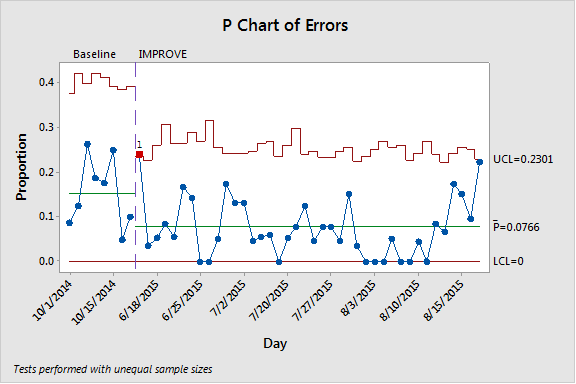 P Chart of Errors
Baseline
IMPROVE
Proportion
0.4
0.3
0.2
0.1
0.0
1
UCL=0.2301
P̅=0.0766
LCL=0
10/1/2014
10/15/2014
6/18/2015
6/25/2015
7/2/2015
7/20/2015
7/27/2015
8/3/2015
8/10/2015
8/15/2015
Day
Tests performed with unequal sample sizes